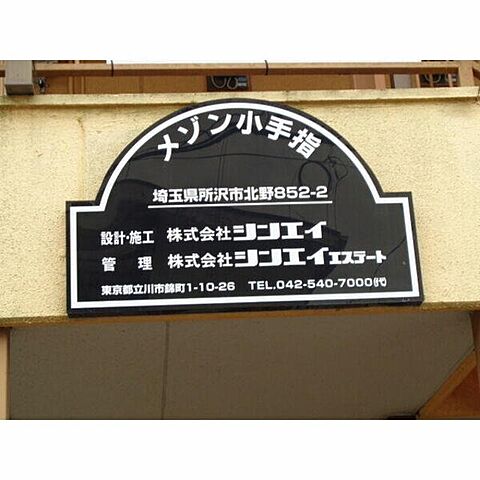 メゾン小手指
埼玉県所沢市北野852-2
設計・施工 株式会社シンエイ
管理 株式会社シンエイエステート
東京都立川市錦町1-10-26 TEL.042-540-7000㈹